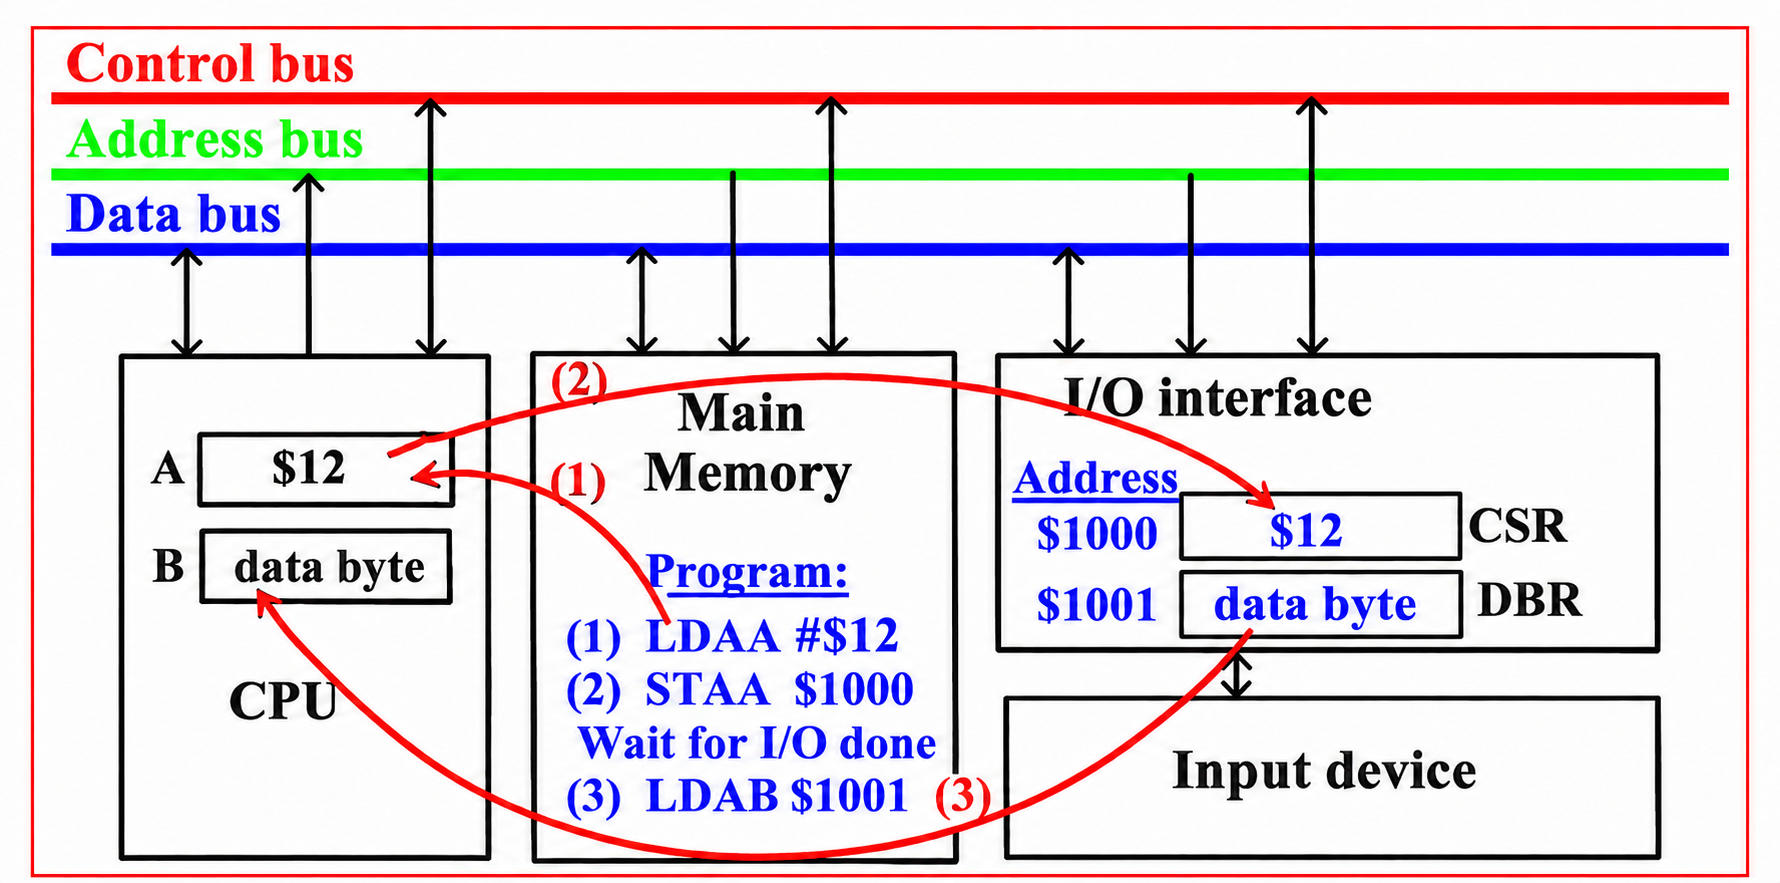 Control bus
Address bus
Data bus
A $12
B data byte
CPU
(2)
Main
Memory
(1)
Program:
(1) LDAA #$12
(2) STAA $1000
Wait for I/O done
(3) LDAB $1001 (3)
I/O interface
Address
$1000 $12 CSR
$1001 data byte DBR
Input device